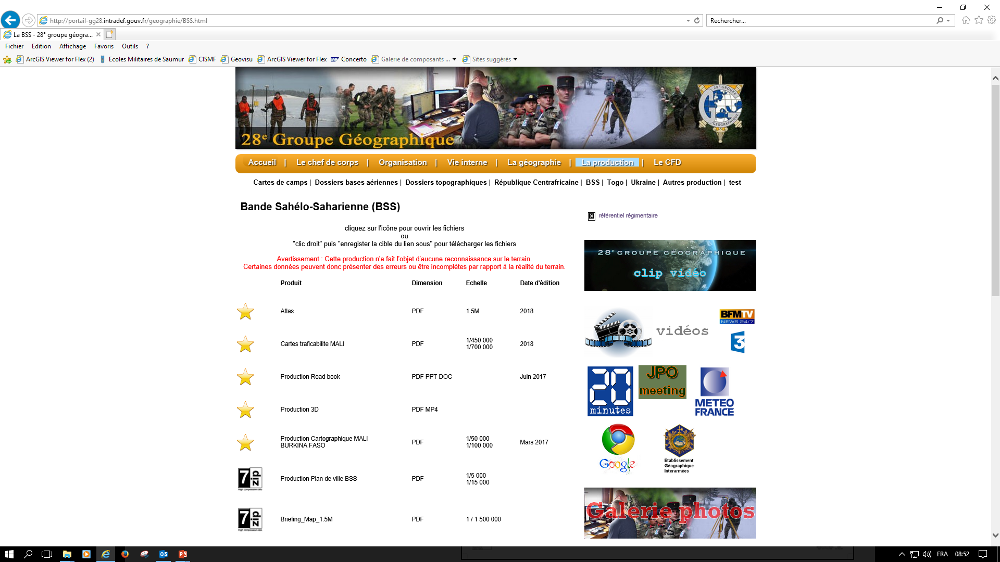 http://portail-gg28.intradef.gouv.fr/geographie/BSS.html
Rechercher...
La BSS - 28° groupe géogra...
Fichier Edition Affichage Favoris Outils ?
ArcGIS Viewer for Flex (2) Ecoles Militaires de Saumur CISMF Geovisu ArcGIS Viewer for Flex SAP Concerto Galerie de composants ... Sites suggérés
28e Groupe Géographique
28e GROUPE GÉOGRAPHIQUE
Accueil | Le chef de corps | Organisation | Vie interne | La géographie | La production | Le CFD
Cartes de camps | Dossiers bases aériennes | Dossiers topographiques | République Centrafricaine | BSS | Togo | Ukraine | Autres production | test
Bande Sahélo-Saharienne (BSS)
référentiel régimentaire
cliquez sur l'icône pour ouvrir les fichiers
ou
"clic droit" puis "enregistrer la cible du lien sous" pour télécharger les fichiers
Avertissement : Cette production n'a fait l'objet d'aucune reconnaissance sur le terrain.
Certaines données peuvent donc présenter des erreurs ou être incomplètes par rapport à la réalité du terrain.
Produit Dimension Echelle Date d'édition
Atlas PDF 1.5M 2018
Cartes traficabilite MALI PDF 1/450 000 2018
1/700 000
Production Road book PDF PPT DOC Juin 2017
Production 3D PDF MP4
Production Cartographique MALI PDF 1/50 000 Mars 2017
BURKINA FASO 1/100 000
7zip
High compression ratio
Production Plan de ville BSS PDF 1/5 000
1/15 000
7zip
High compression ratio
Briefing_Map_1.5M PDF 1 / 1 500 000
28e GROUPE GÉOGRAPHIQUE
clip vidéo
vidéos
BFMTV
NEWS 24/7
3
20
minutes
JPO
meeting
METEO
FRANCE
Google
Etablissement
Géographique
Interarmées
Galerie photos
FRA 08:52